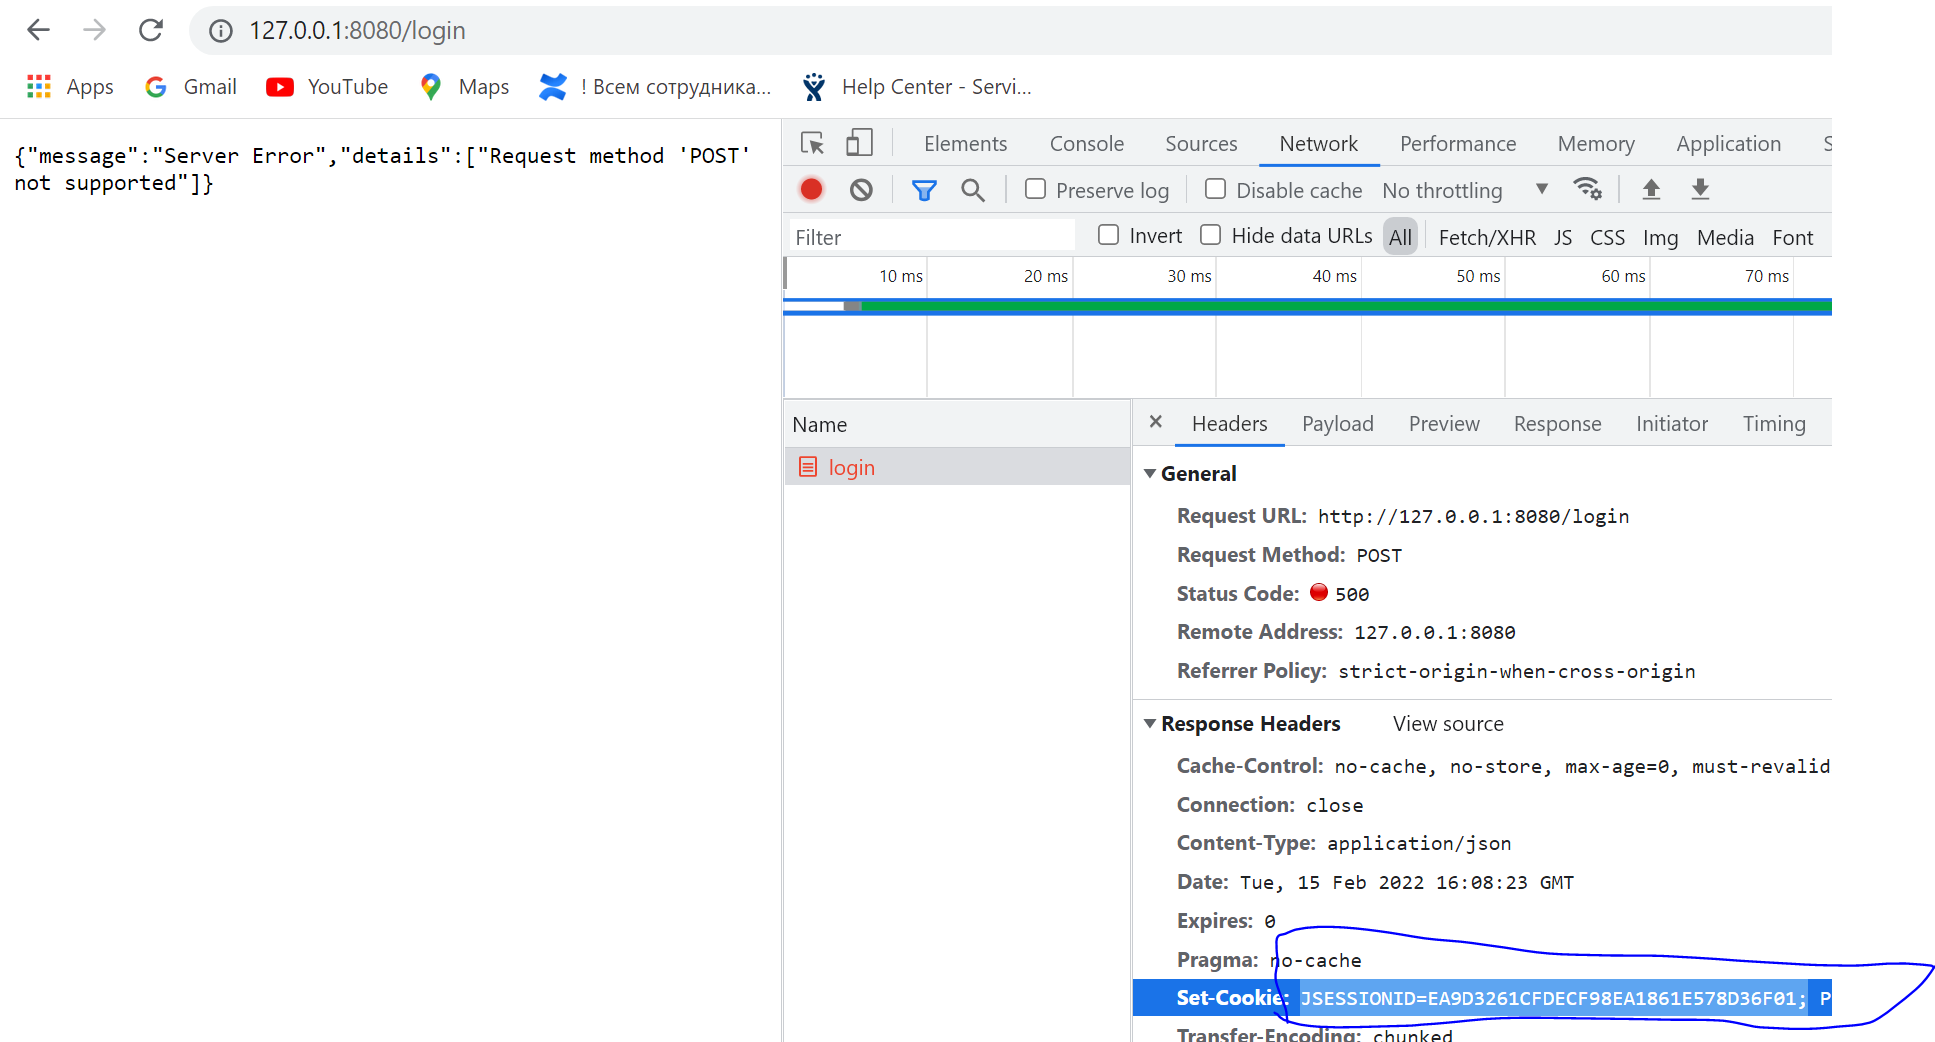 127.0.0.1:8080/login
Apps Gmail YouTube Maps ! Всем сотрудника... Help Center - Servi...
{"message":"Server Error","details":["Request method 'POST'
not supported"]}
Elements Console Sources Network Performance Memory Application S
Preserve log Disable cache No throttling
Filter Invert Hide data URLs All Fetch/XHR JS CSS Img Media Font
10 ms 20 ms 30 ms 40 ms 50 ms 60 ms 70 ms
Name
login
× Headers Payload Preview Response Initiator Timing
General
Request URL: http://127.0.0.1:8080/login
Request Method: POST
Status Code: 500
Remote Address: 127.0.0.1:8080
Referrer Policy: strict-origin-when-cross-origin
Response Headers View source
Cache-Control: no-cache, no-store, max-age=0, must-revalid
Connection: close
Content-Type: application/json
Date: Tue, 15 Feb 2022 16:08:23 GMT
Expires: 0
Pragma: no-cache
Set-Cookie: JSESSIONID=EA9D3261CFDECF98EA1861E578D36F01; P
Transfer-Encoding: chunked